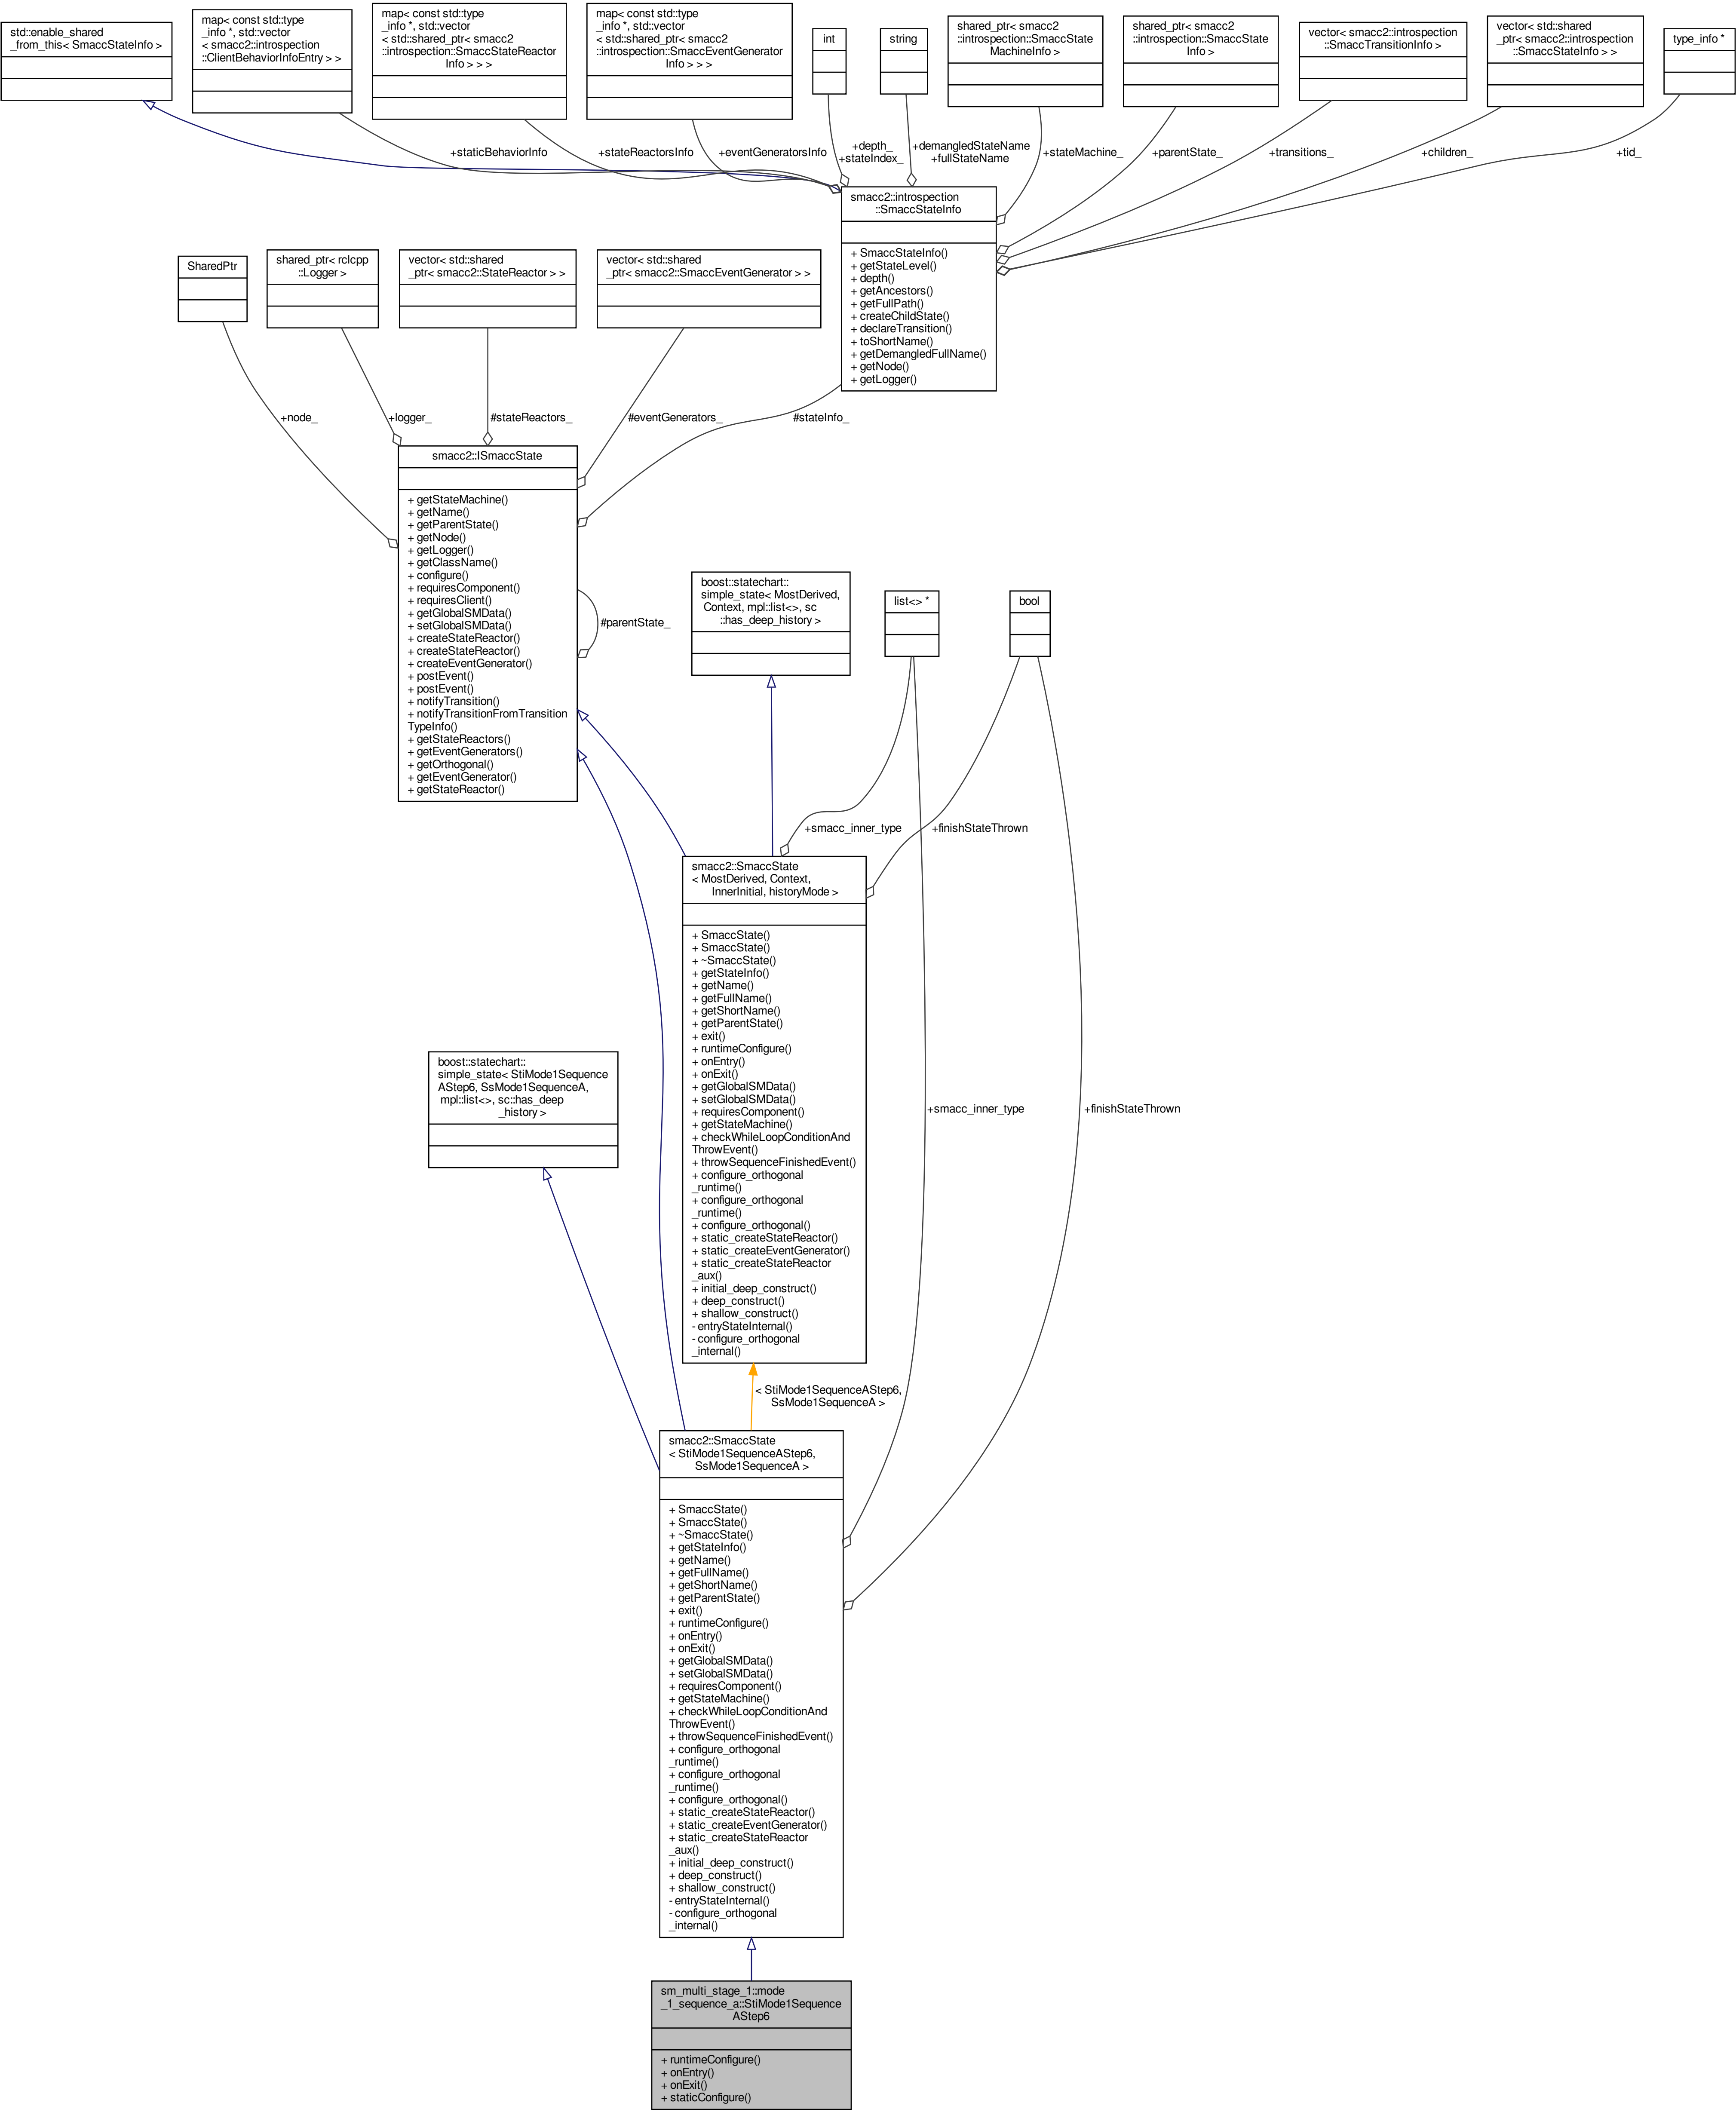 std::enable_shared
_from_this< SmaccStateInfo >
map< const std::type
_info *, std::vector
< smacc2::introspection
::ClientBehaviorInfoEntry > >
map< const std::type
_info *, std::vector
< std::shared_ptr< smacc2
::introspection::SmaccStateReactor
Info > > >
map< const std::type
_info *, std::vector
< std::shared_ptr< smacc2
::introspection::SmaccEventGenerator
Info > > >
int
string
shared_ptr< smacc2
::introspection::SmaccState
MachineInfo >
shared_ptr< smacc2
::introspection::SmaccState
Info >
vector< smacc2::introspection
::SmaccTransitionInfo >
vector< std::shared
_ptr< smacc2::introspection
::SmaccStateInfo > >
type_info *
+staticBehaviorInfo
+stateReactorsInfo
+eventGeneratorsInfo
+depth_
+stateIndex_
+demangledStateName
+fullStateName
+stateMachine_
+parentState_
+transitions_
+children_
+tid_
smacc2::introspection
::SmaccStateInfo
+ SmaccStateInfo()
+ getStateLevel()
+ depth()
+ getAncestors()
+ getFullPath()
+ createChildState()
+ declareTransition()
+ toShortName()
+ getDemangledFullName()
+ getNode()
+ getLogger()
SharedPtr
shared_ptr< rclcpp
::Logger >
vector< std::shared
_ptr< smacc2::StateReactor > >
vector< std::shared
_ptr< smacc2::SmaccEventGenerator > >
+node_
+logger_
#stateReactors_
#eventGenerators_
#stateInfo_
smacc2::ISmaccState
+ getStateMachine()
+ getName()
+ getParentState()
+ getNode()
+ getLogger()
+ getClassName()
+ configure()
+ requiresComponent()
+ requiresClient()
+ getGlobalSMData()
+ setGlobalSMData()
+ createStateReactor()
+ createStateReactor()
+ createEventGenerator()
+ postEvent()
+ postEvent()
+ notifyTransition()
+ notifyTransitionFromTransition
TypeInfo()
+ getStateReactors()
+ getEventGenerators()
+ getOrthogonal()
+ getEventGenerator()
+ getStateReactor()
#parentState_
boost::statechart::
simple_state< MostDerived,
Context, mpl::list<>, sc
::has_deep_history >
list<> *
bool
+smacc_inner_type
+finishStateThrown
smacc2::SmaccState
< MostDerived, Context,
InnerInitial, historyMode >
+ SmaccState()
+ SmaccState()
+ ~SmaccState()
+ getStateInfo()
+ getName()
+ getFullName()
+ getShortName()
+ getParentState()
+ exit()
+ runtimeConfigure()
+ onEntry()
+ onExit()
+ getGlobalSMData()
+ setGlobalSMData()
+ requiresComponent()
+ getStateMachine()
+ checkWhileLoopConditionAnd
ThrowEvent()
+ throwSequenceFinishedEvent()
+ configure_orthogonal
_runtime()
+ configure_orthogonal
_runtime()
+ configure_orthogonal()
+ static_createStateReactor()
+ static_createEventGenerator()
+ static_createStateReactor
_aux()
+ initial_deep_construct()
+ deep_construct()
+ shallow_construct()
- entryStateInternal()
- configure_orthogonal
_internal()
boost::statechart::
simple_state< StiMode1Sequence
AStep6, SsMode1SequenceA,
mpl::list<>, sc::has_deep
_history >
+smacc_inner_type
+finishStateThrown
< StiMode1SequenceAStep6,
SsMode1SequenceA >
smacc2::SmaccState
< StiMode1SequenceAStep6,
SsMode1SequenceA >
+ SmaccState()
+ SmaccState()
+ ~SmaccState()
+ getStateInfo()
+ getName()
+ getFullName()
+ getShortName()
+ getParentState()
+ exit()
+ runtimeConfigure()
+ onEntry()
+ onExit()
+ getGlobalSMData()
+ setGlobalSMData()
+ requiresComponent()
+ getStateMachine()
+ checkWhileLoopConditionAnd
ThrowEvent()
+ throwSequenceFinishedEvent()
+ configure_orthogonal
_runtime()
+ configure_orthogonal
_runtime()
+ configure_orthogonal()
+ static_createStateReactor()
+ static_createEventGenerator()
+ static_createStateReactor
_aux()
+ initial_deep_construct()
+ deep_construct()
+ shallow_construct()
- entryStateInternal()
- configure_orthogonal
_internal()
sm_multi_stage_1::mode
_1_sequence_a::StiMode1Sequence
AStep6
+ runtimeConfigure()
+ onEntry()
+ onExit()
+ staticConfigure()